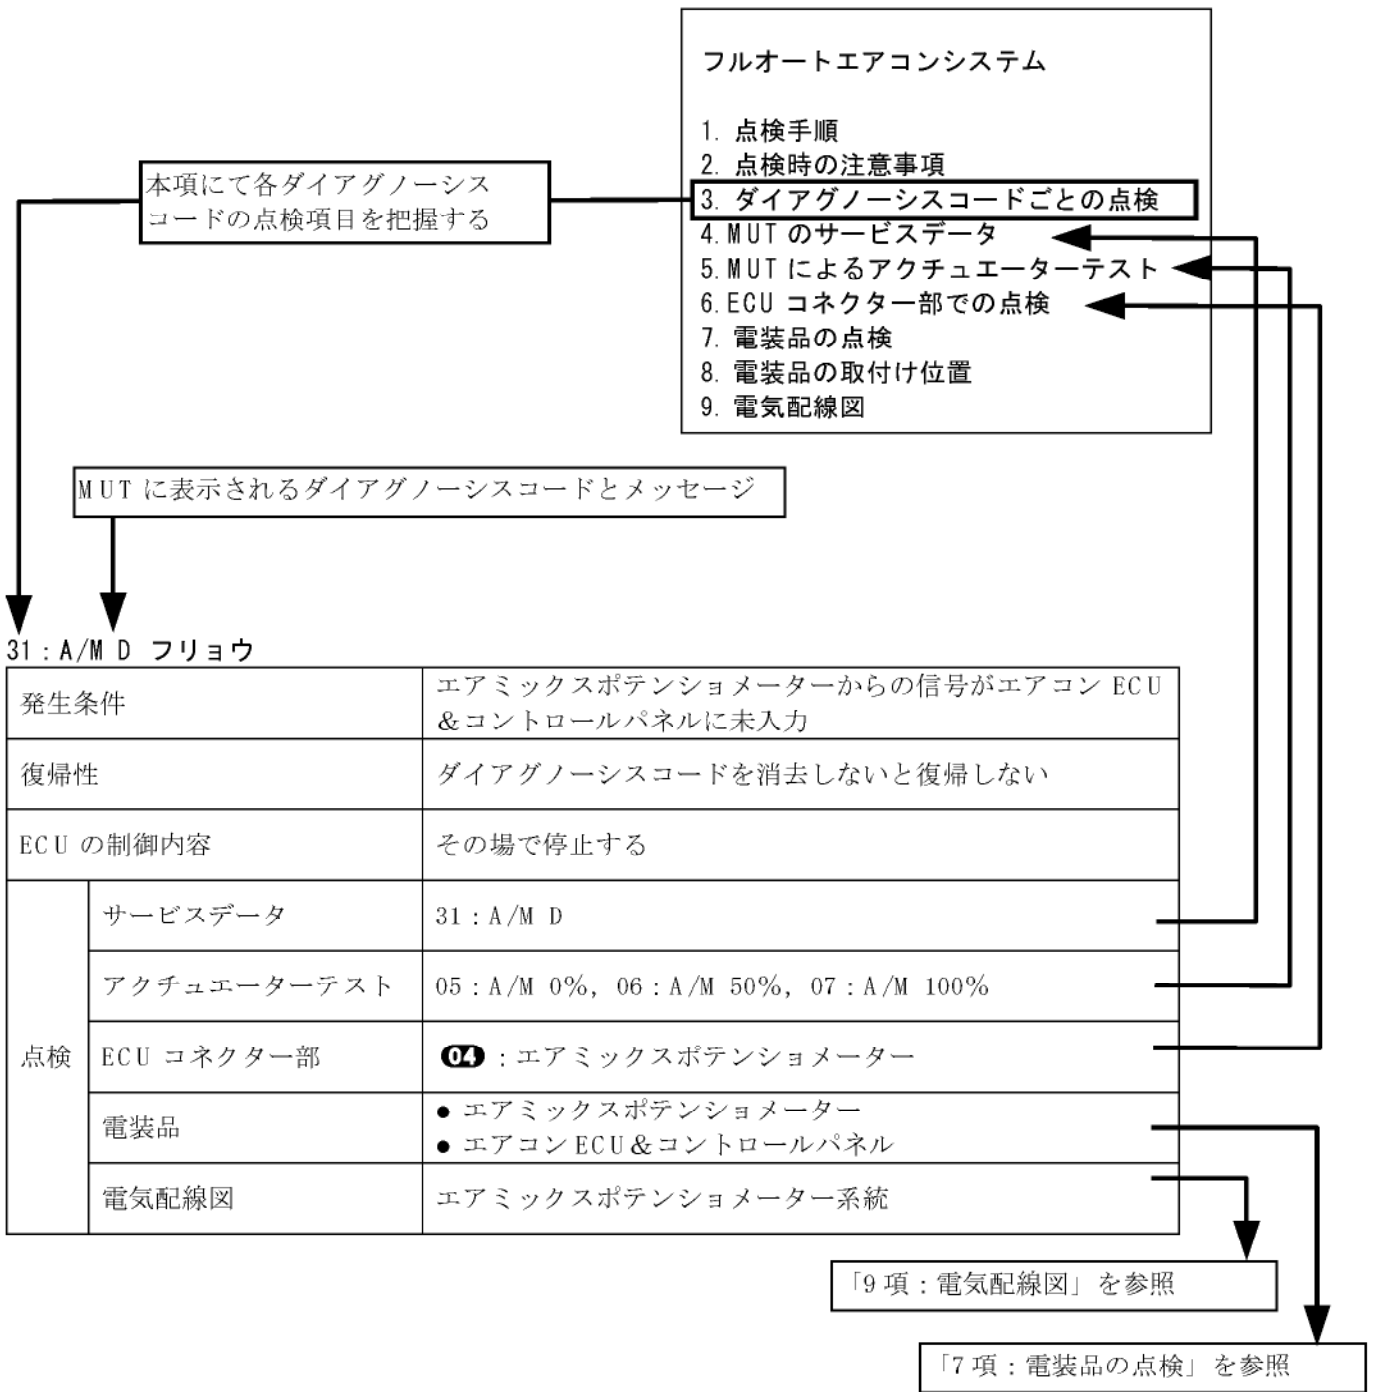 フルオートエアコンシステム
1. 点検手順
2. 点検時の注意事項
3. ダイアグノーシスコードごとの点検
4. MUT のサービスデータ
5. MUT によるアクチュエーターテスト
6. ECU コネクター部での点検
7. 電装品の点検
8. 電装品の取付け位置
9. 電気配線図
本項にて各ダイアグノーシス
コードの点検項目を把握する
MUT に表示されるダイアグノーシスコードとメッセージ
31：A/M D フリョウ
発生条件
エアミックスポテンショメーターからの信号がエアコン ECU
＆コントロールパネルに未入力
復帰性
ダイアグノーシスコードを消去しないと復帰しない
ECU の制御内容
その場で停止する
点検
サービスデータ
31：A/M D
アクチュエーターテスト
05：A/M 0%, 06：A/M 50%, 07：A/M 100%
ECU コネクター部
04：エアミックスポテンショメーター
電装品
● エアミックスポテンショメーター
● エアコン ECU＆コントロールパネル
電気配線図
エアミックスポテンショメーター系統
「9 項：電気配線図」を参照
「7 項：電装品の点検」を参照